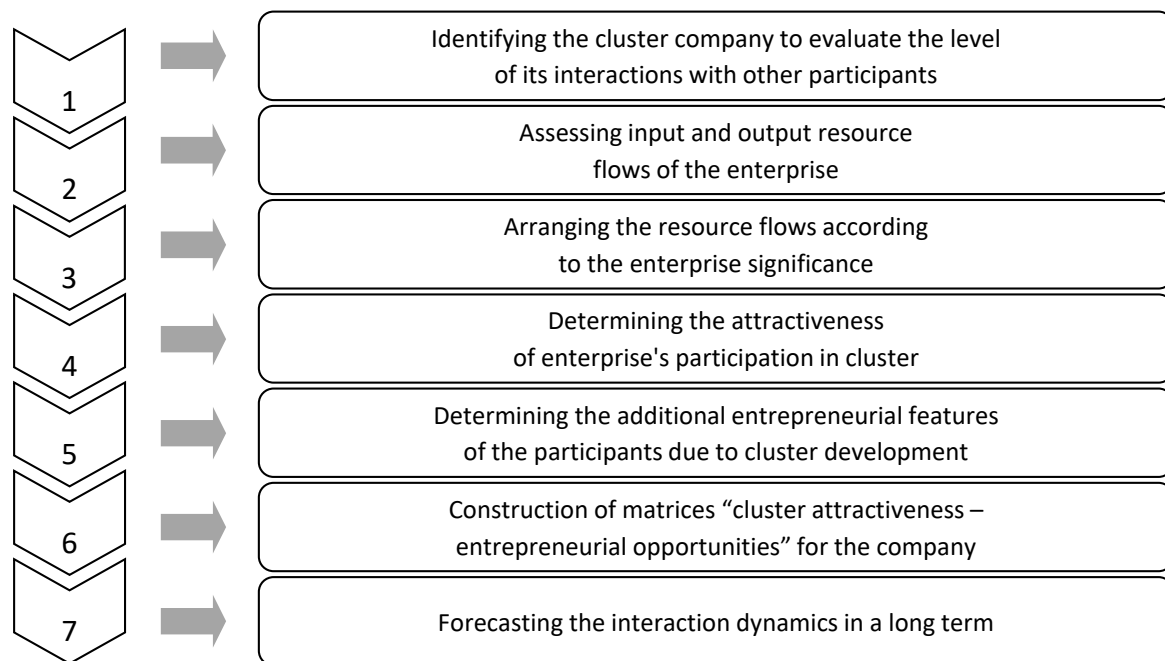 1
Identifying the cluster company to evaluate the level
of its interactions with other participants
2
Assessing input and output resource
flows of the enterprise
3
Arranging the resource flows according
to the enterprise significance
4
Determining the attractiveness
of enterprise's participation in cluster
5
Determining the additional entrepreneurial features
of the participants due to cluster development
6
Construction of matrices “cluster attractiveness –
entrepreneurial opportunities” for the company
7
Forecasting the interaction dynamics in a long term